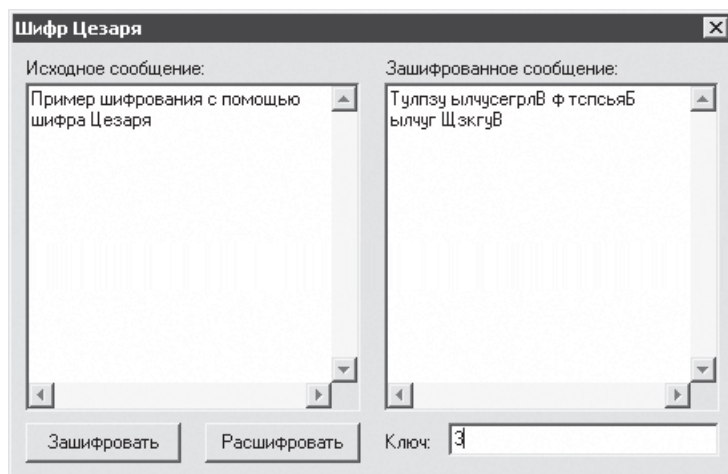 Шифр Цезаря
Исходное сообщение:
Пример шифрования с помощью
шифра Цезаря
Зашифрованное сообщение:
Тулпзу ылчусегрлВ ф тспсьяБ
ылчуг ЩзкгуВ
Зашифровать
Расшифровать
Ключ:
3